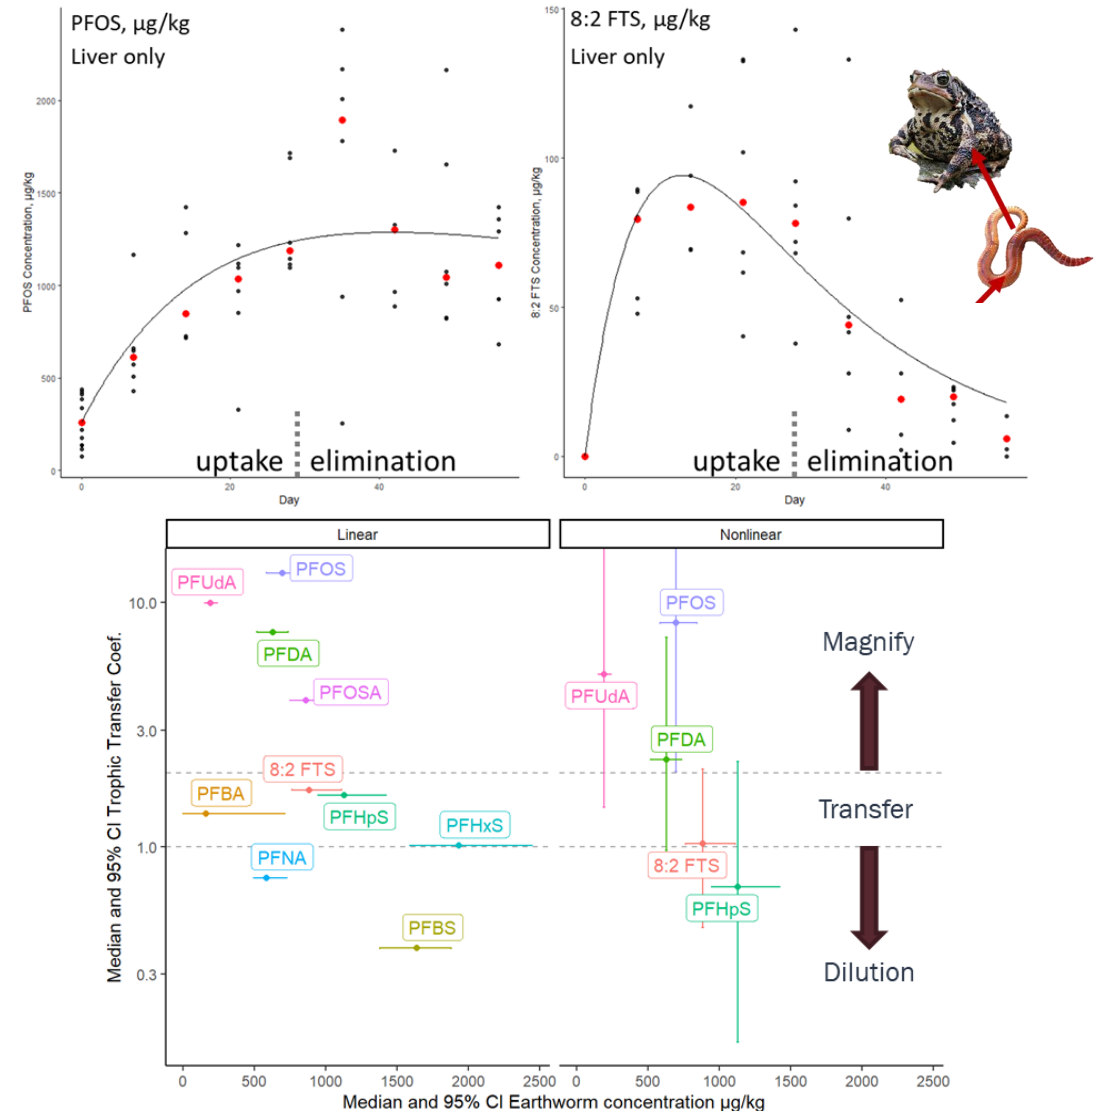 PFOS, µg/kg
Liver only
PFOS Concentration, µg/kg
2000
1500
1000
500
0
uptake
elimination
0
20
40
Day
8:2 FTS, µg/kg
Liver only
8:2 FTS Concentration, µg/kg
150
100
50
0
uptake
elimination
0
20
40
Day
Linear
Nonlinear
Median and 95% CI Trophic Transfer Coef.
10.0
3.0
1.0
0.3
PFUdA
PFOS
PFDA
PFOSA
8:2 FTS
PFBA
PFHpS
PFHxS
PFNA
PFBS
PFOS
PFUdA
PFDA
8:2 FTS
PFHpS
Magnify
Transfer
Dilution
0
500
1000
1500
2000
2500
0
500
1000
1500
2000
2500
Median and 95% CI Earthworm concentration µg/kg